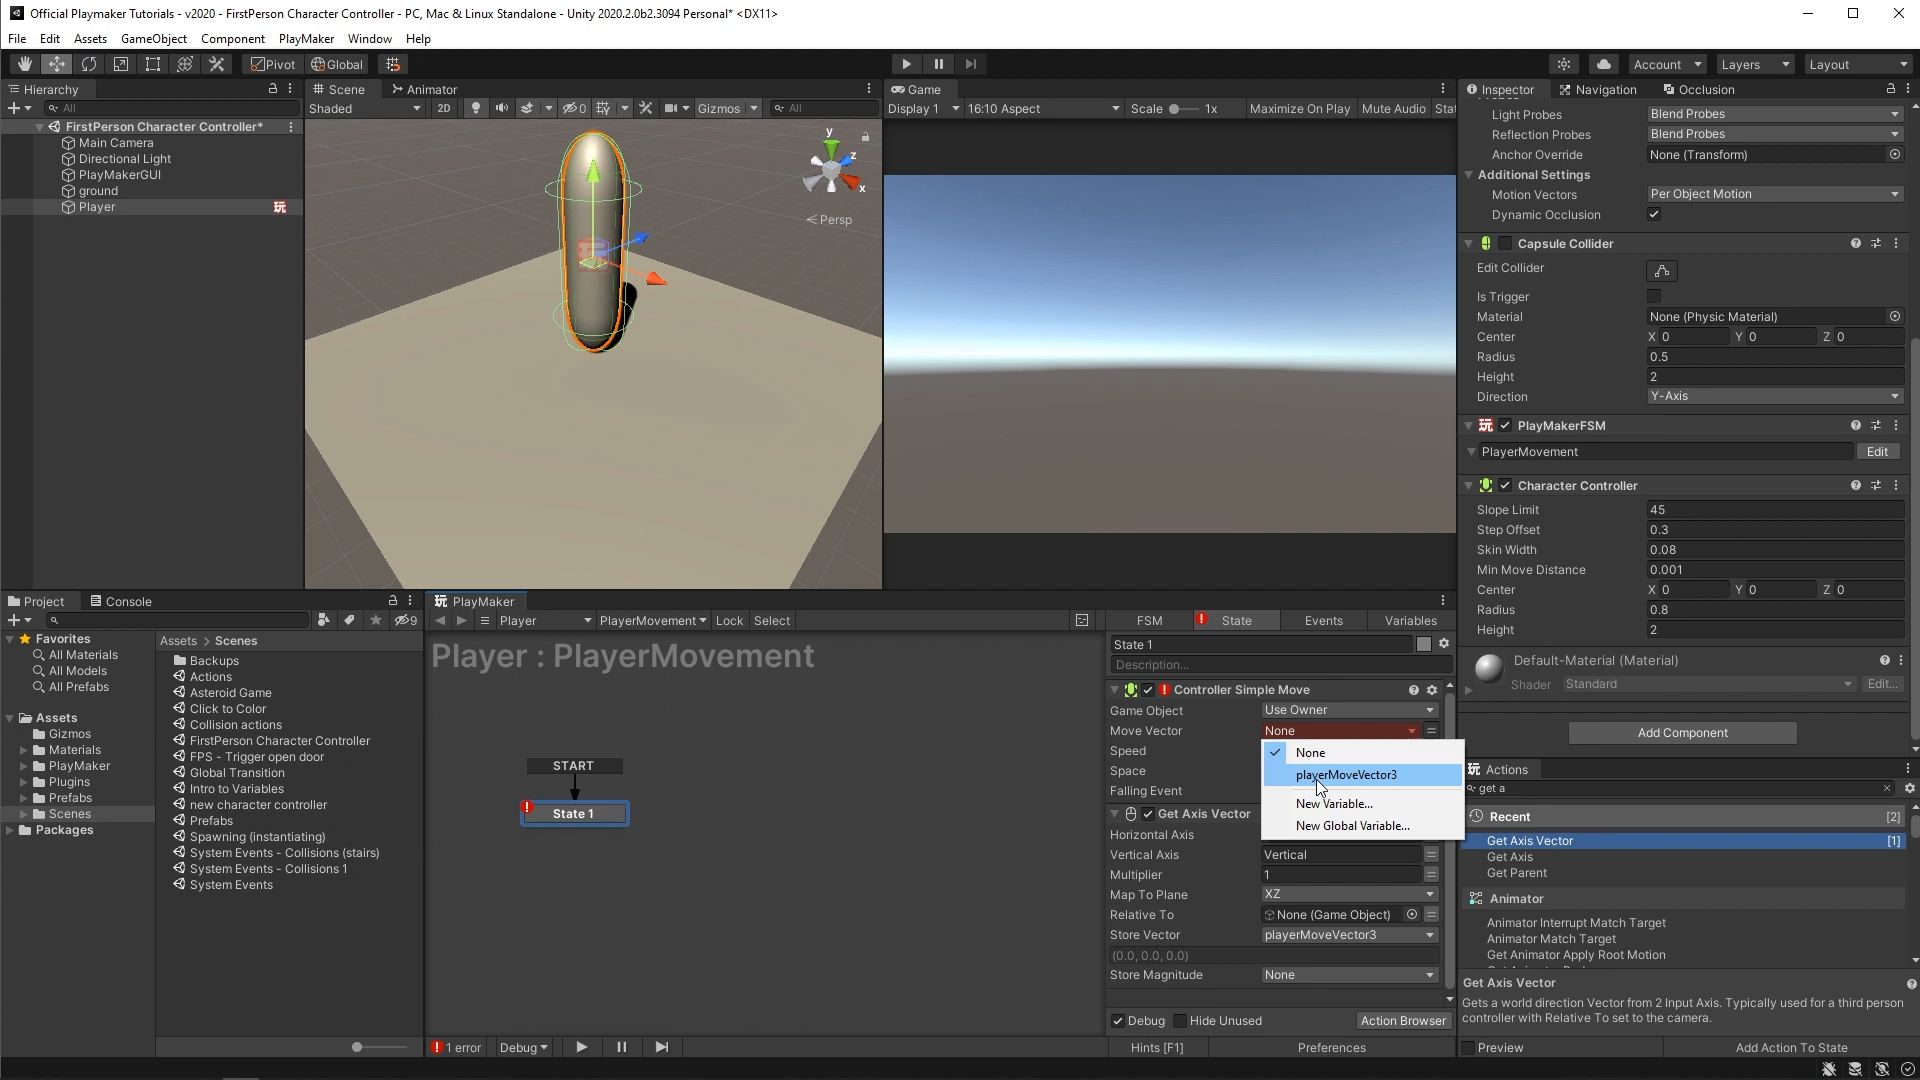 Official Playmaker Tutorials - v2020 - FirstPerson Character Controller - PC, Mac & Linux Standalone - Unity 2020.2.0b2.3094 Personal* <DX11>
File Edit Assets GameObject Component PlayMaker Window Help
Pivot Global Account Layers Layout
Hierarchy
All
FirstPerson Character Controller*
Main Camera
Directional Light
PlayMakerGUI
ground
Player 玩
Scene Animator
Shaded 2D 0 Gizmos All
y
z
x
Persp
Game
Display 1 16:10 Aspect Scale 1x Maximize On Play Mute Audio Stat
Inspector Navigation Occlusion
Light Probes Blend Probes
Reflection Probes Blend Probes
Anchor Override None (Transform)
Additional Settings
Motion Vectors Per Object Motion
Dynamic Occlusion
Capsule Collider
Edit Collider
Is Trigger
Material None (Physic Material)
Center X 0 Y 0 Z 0
Radius 0.5
Height 2
Direction Y-Axis
玩 PlayMakerFSM
PlayerMovement Edit
Character Controller
Slope Limit 45
Step Offset 0.3
Skin Width 0.08
Min Move Distance 0.001
Center X 0 Y 0 Z 0
Radius 0.8
Height 2
Default-Material (Material)
Shader Standard Edit...
Add Component
Project Console
9
Favorites
All Materials
All Models
All Prefabs
Assets
Gizmos
Materials
PlayMaker
Plugins
Prefabs
Scenes
Packages
Assets > Scenes
Backups
Actions
Asteroid Game
Click to Color
Collision actions
FirstPerson Character Controller
FPS - Trigger open door
Global Transition
Intro to Variables
new character controller
Prefabs
Spawning (instantiating)
System Events - Collisions (stairs)
System Events - Collisions 1
System Events
玩 PlayMaker
Player PlayerMovement Lock Select
Player : PlayerMovement
START
! State 1
! 1 error Debug
FSM ! State Events Variables
State 1
Description...
! Controller Simple Move
Game Object Use Owner
Move Vector None
Speed
Space
Falling Event
None
playerMoveVector3
New Variable...
New Global Variable...
Get Axis Vector
Horizontal Axis
Vertical Axis Vertical
Multiplier 1
Map To Plane XZ
Relative To None (Game Object)
Store Vector playerMoveVector3
(0.0, 0.0, 0.0)
Store Magnitude None
Debug Hide Unused Action Browser
Hints [F1] Preferences
玩 Actions
get a
Recent [2]
Get Axis Vector [1]
Get Axis
Get Parent
Animator
Animator Interrupt Match Target
Animator Match Target
Get Animator Apply Root Motion
Get Axis Vector
Gets a world direction Vector from 2 Input Axis. Typically used for a third person
controller with Relative To set to the camera.
Preview Add Action To State